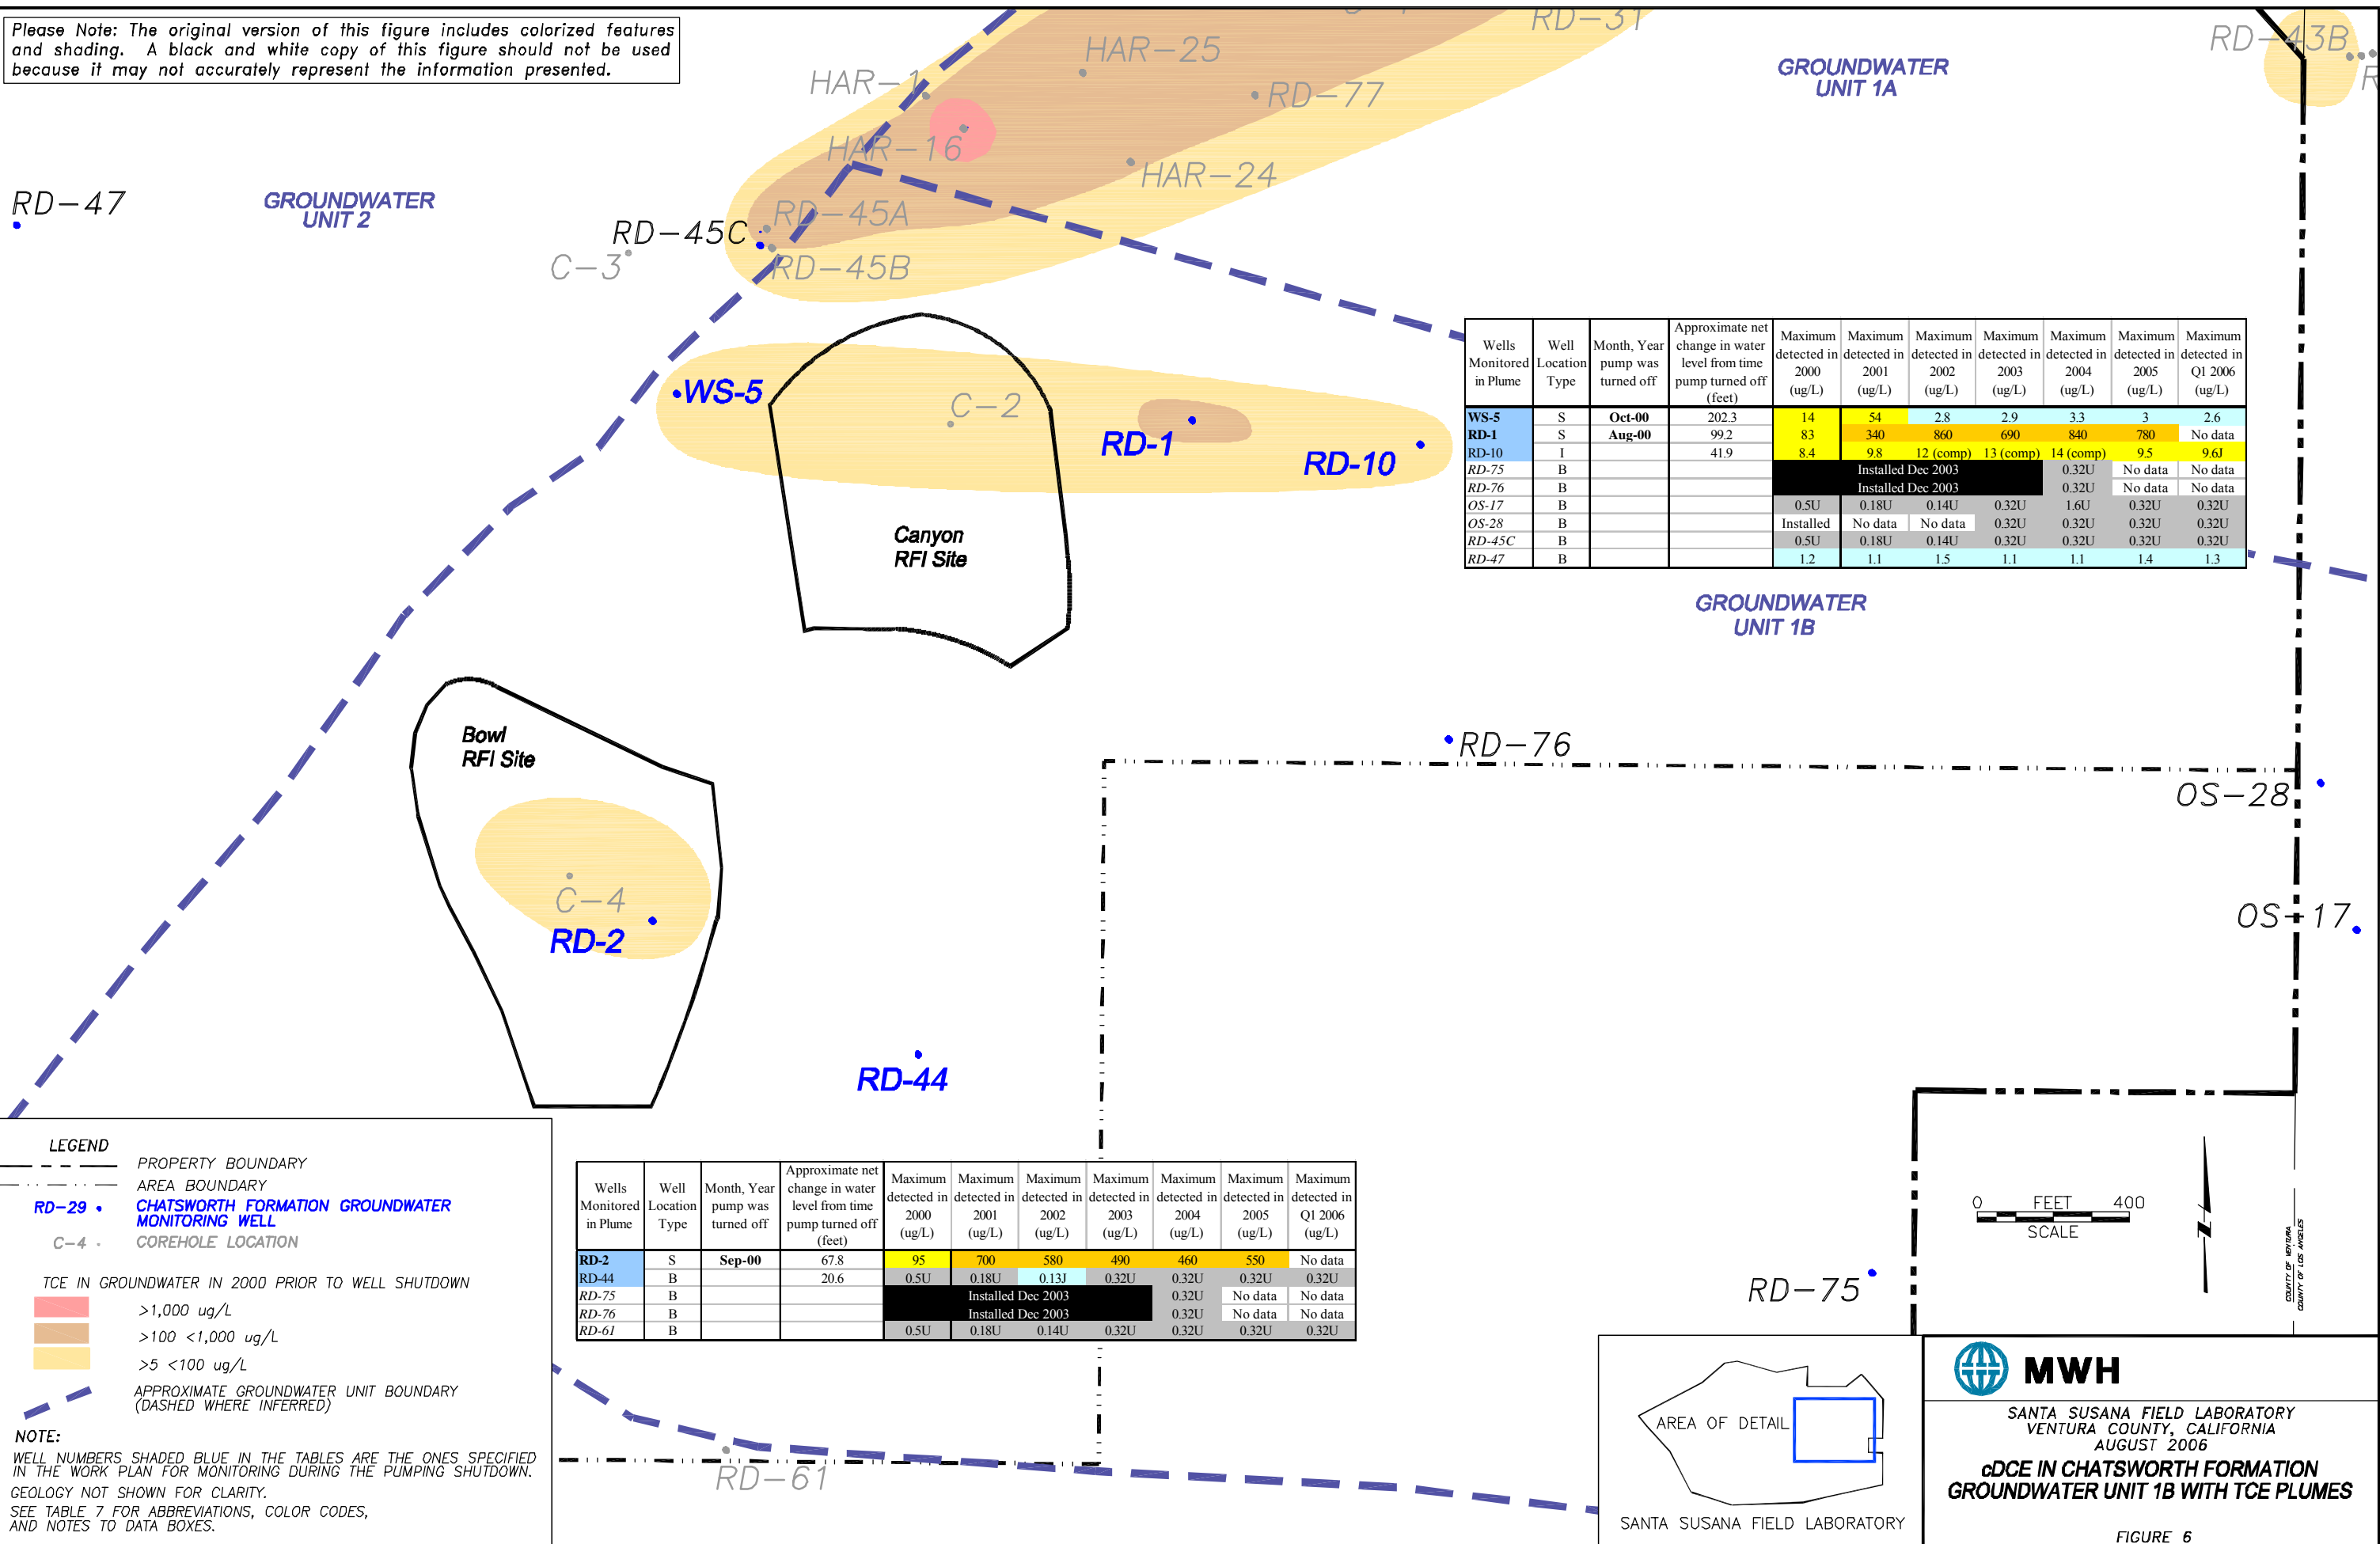 Please Note: The original version of this figure includes colorized features
and shading. A black and white copy of this figure should not be used
because it may not accurately represent the information presented.
RD-31
HAR-25
HAR-1
RD-77
HAR-16
HAR-24
GROUNDWATER
UNIT 1A
RD-43B
RD-47
GROUNDWATER
UNIT 2
RD-45A
RD-45C
C-3
RD-45B
WS-5
C-2
RD-1
RD-10
Canyon
RFI Site
Wells Monitored in Plume | Well Location Type | Month, Year pump was turned off | Approximate net change in water level from time pump turned off (feet) | Maximum detected in 2000 (ug/L) | Maximum detected in 2001 (ug/L) | Maximum detected in 2002 (ug/L) | Maximum detected in 2003 (ug/L) | Maximum detected in 2004 (ug/L) | Maximum detected in 2005 (ug/L) | Maximum detected in Q1 2006 (ug/L)
WS-5 S Oct-00 202.3 14 54 2.8 2.9 3.3 3 2.6
RD-1 S Aug-00 99.2 83 340 860 690 840 780 No data
RD-10 I 41.9 8.4 9.8 12 (comp) 13 (comp) 14 (comp) 9.5 9.6J
RD-75 B Installed Dec 2003 0.32U No data No data
RD-76 B Installed Dec 2003 0.32U No data No data
OS-17 B 0.5U 0.18U 0.14U 0.32U 1.6U 0.32U 0.32U
OS-28 B Installed No data No data 0.32U 0.32U 0.32U 0.32U
RD-45C B 0.5U 0.18U 0.14U 0.32U 0.32U 0.32U 0.32U
RD-47 B 1.2 1.1 1.5 1.1 1.1 1.4 1.3
GROUNDWATER
UNIT 1B
Bowl
RFI Site
RD-76
OS-28
C-4
RD-2
OS-17
RD-44
Wells Monitored in Plume | Well Location Type | Month, Year pump was turned off | Approximate net change in water level from time pump turned off (feet) | Maximum detected in 2000 (ug/L) | Maximum detected in 2001 (ug/L) | Maximum detected in 2002 (ug/L) | Maximum detected in 2003 (ug/L) | Maximum detected in 2004 (ug/L) | Maximum detected in 2005 (ug/L) | Maximum detected in Q1 2006 (ug/L)
RD-2 S Sep-00 67.8 95 700 580 490 460 550 No data
RD-44 B 20.6 0.5U 0.18U 0.13J 0.32U 0.32U 0.32U 0.32U
RD-75 B Installed Dec 2003 0.32U No data No data
RD-76 B Installed Dec 2003 0.32U No data No data
RD-61 B 0.5U 0.18U 0.14U 0.32U 0.32U 0.32U 0.32U
RD-61
RD-75
LEGEND
PROPERTY BOUNDARY
AREA BOUNDARY
RD-29 CHATSWORTH FORMATION GROUNDWATER
MONITORING WELL
C-4 COREHOLE LOCATION
TCE IN GROUNDWATER IN 2000 PRIOR TO WELL SHUTDOWN
>1,000 ug/L
>100 <1,000 ug/L
>5 <100 ug/L
APPROXIMATE GROUNDWATER UNIT BOUNDARY
(DASHED WHERE INFERRED)
NOTE:
WELL NUMBERS SHADED BLUE IN THE TABLES ARE THE ONES SPECIFIED
IN THE WORK PLAN FOR MONITORING DURING THE PUMPING SHUTDOWN.
GEOLOGY NOT SHOWN FOR CLARITY.
SEE TABLE 7 FOR ABBREVIATIONS, COLOR CODES,
AND NOTES TO DATA BOXES.
0 FEET 400
SCALE
COUNTY OF VENTURA
COUNTY OF LOS ANGELES
AREA OF DETAIL
SANTA SUSANA FIELD LABORATORY
MWH
SANTA SUSANA FIELD LABORATORY
VENTURA COUNTY, CALIFORNIA
AUGUST 2006
cDCE IN CHATSWORTH FORMATION
GROUNDWATER UNIT 1B WITH TCE PLUMES
FIGURE 6